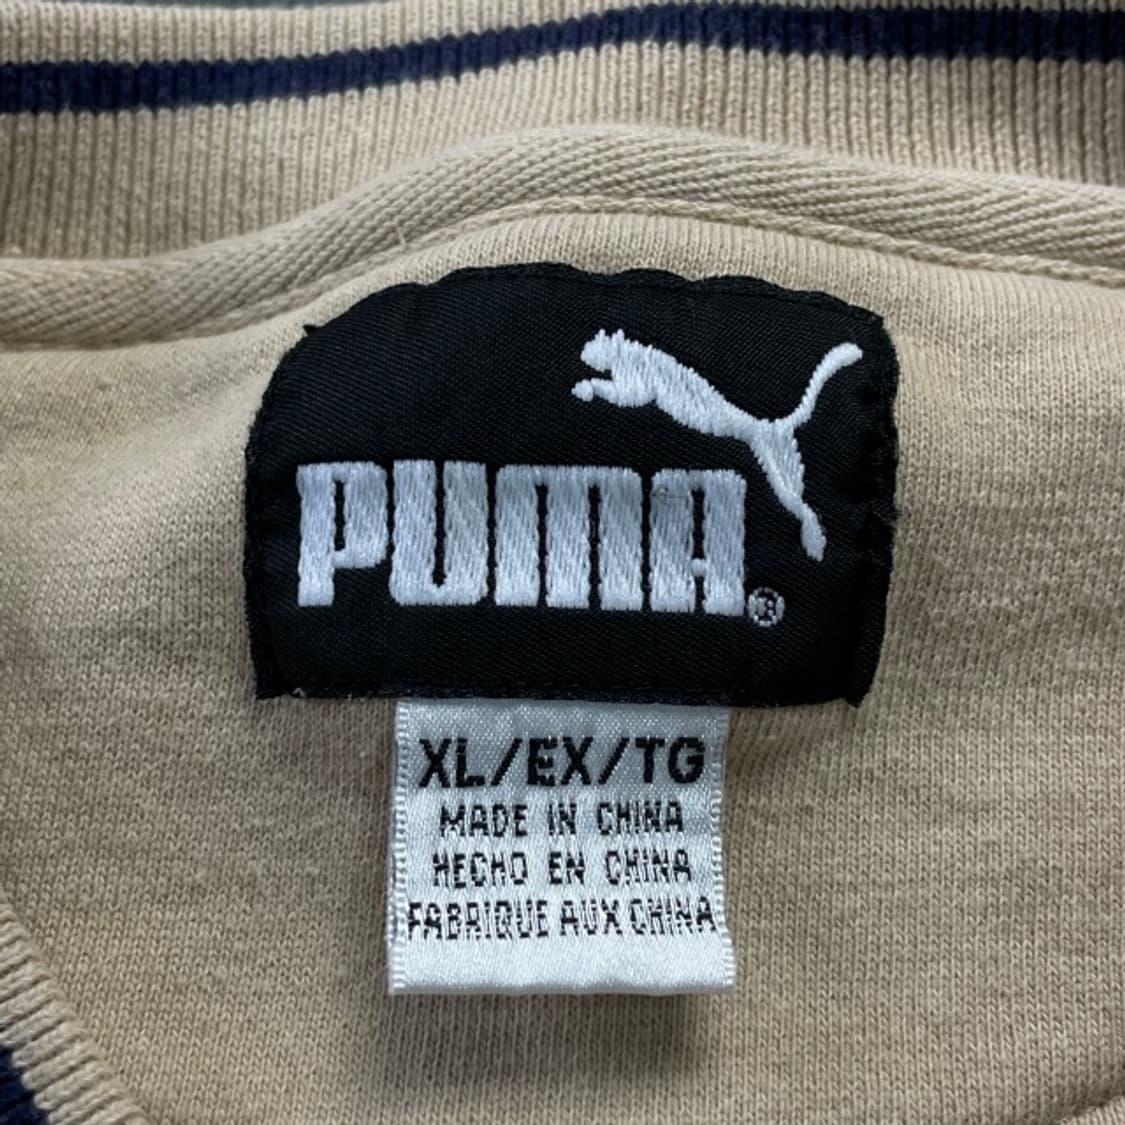 PUMA®
XL/EX/TG
MADE IN CHINA
HECHO EN CHINA
FABRIQUE AUX CHINA